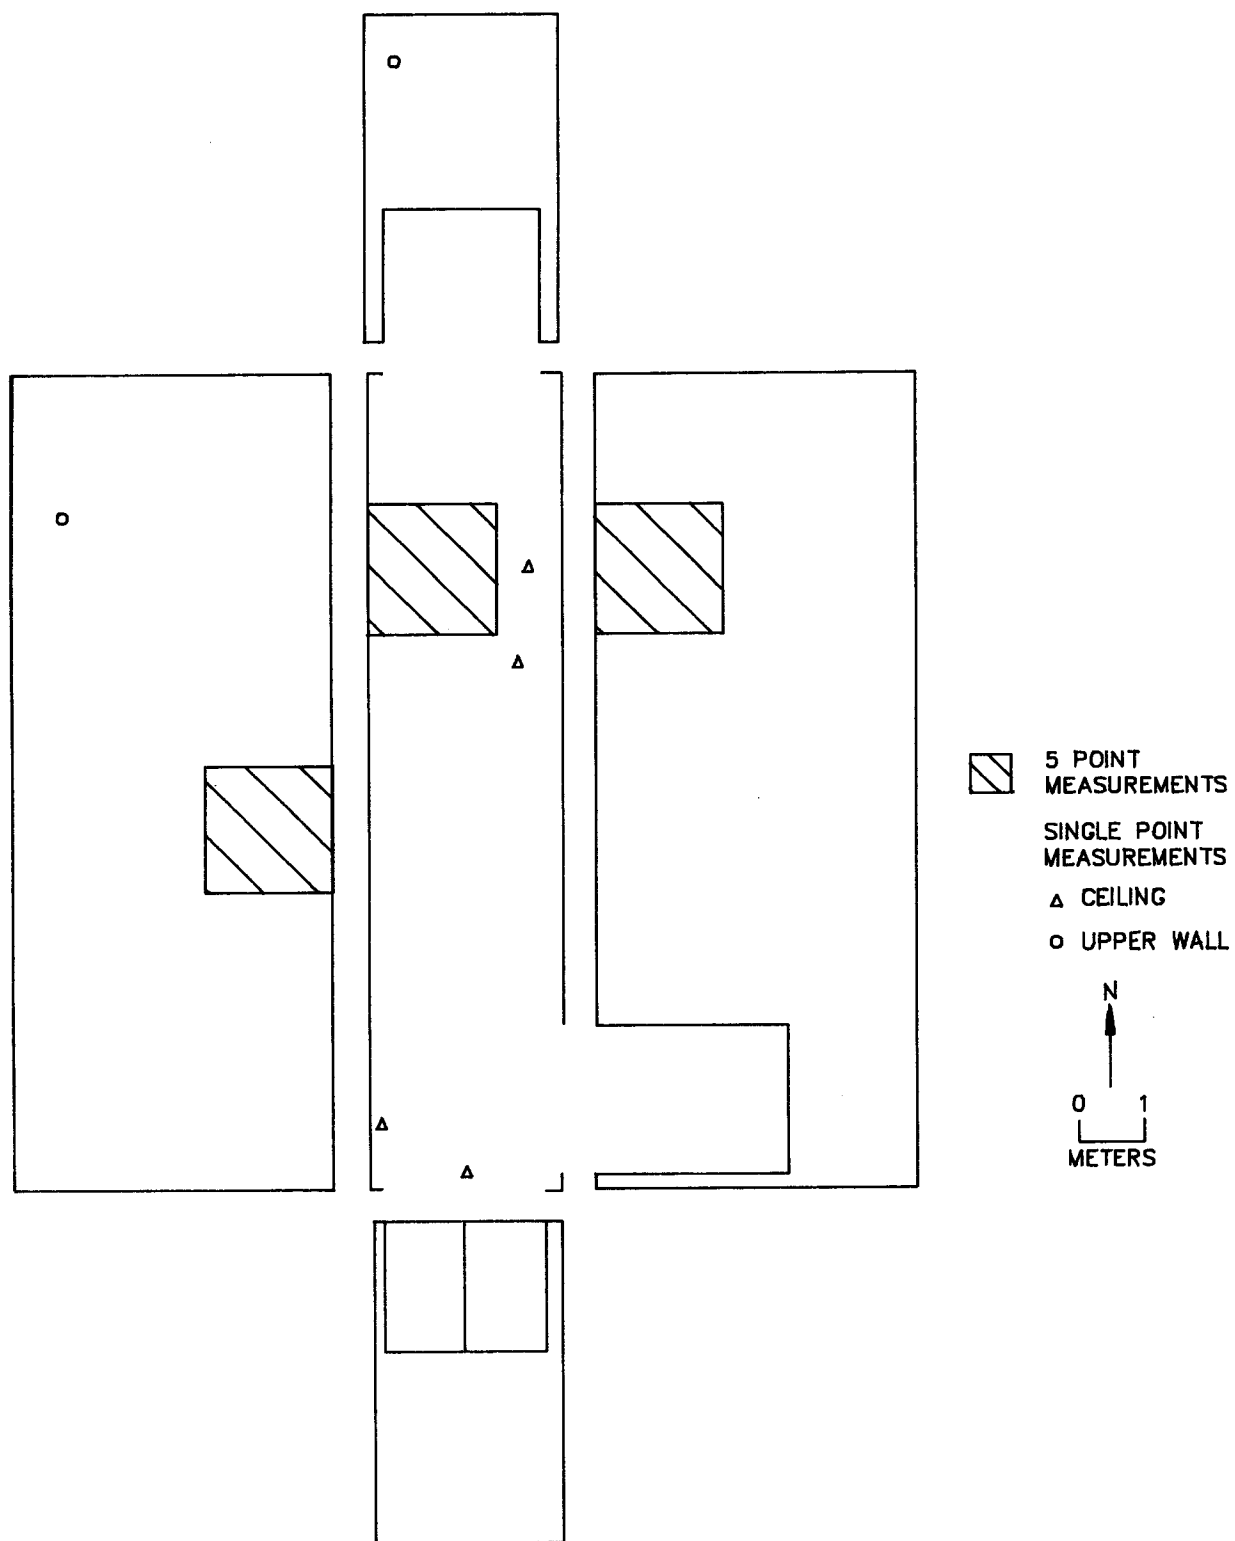 5 POINT
MEASUREMENTS
SINGLE POINT
MEASUREMENTS
CEILING
UPPER WALL
N
0 1
METERS